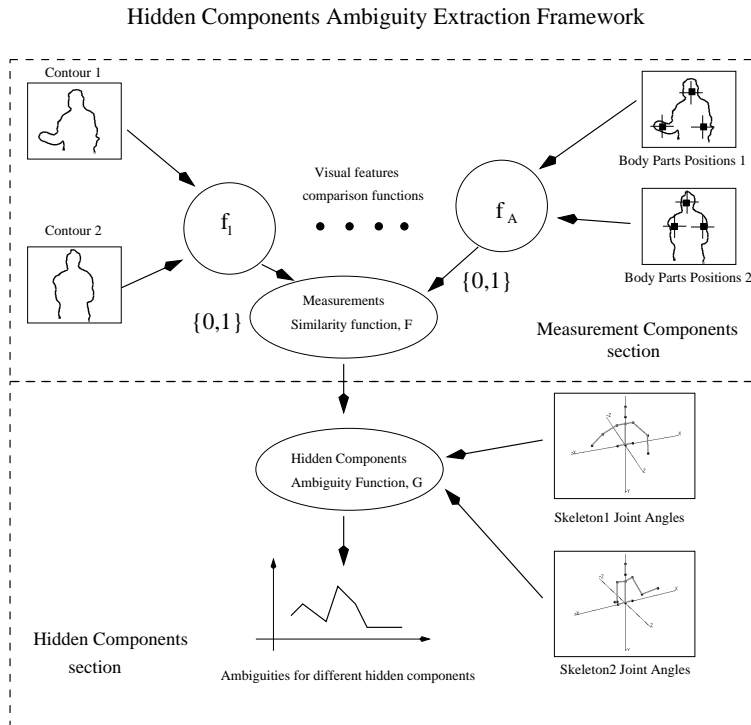 Hidden Components Ambiguity Extraction Framework
Contour 1
Body Parts Positions 1
Visual features
comparison functions
f1
fA
Contour 2
Body Parts Positions 2
{0,1}
{0,1}
Measurements
Similarity function, F
Measurement Components
section
Hidden Components
Ambiguity Function, G
Skeleton1 Joint Angles
Hidden Components
section
Ambiguities for different hidden components
Skeleton2 Joint Angles